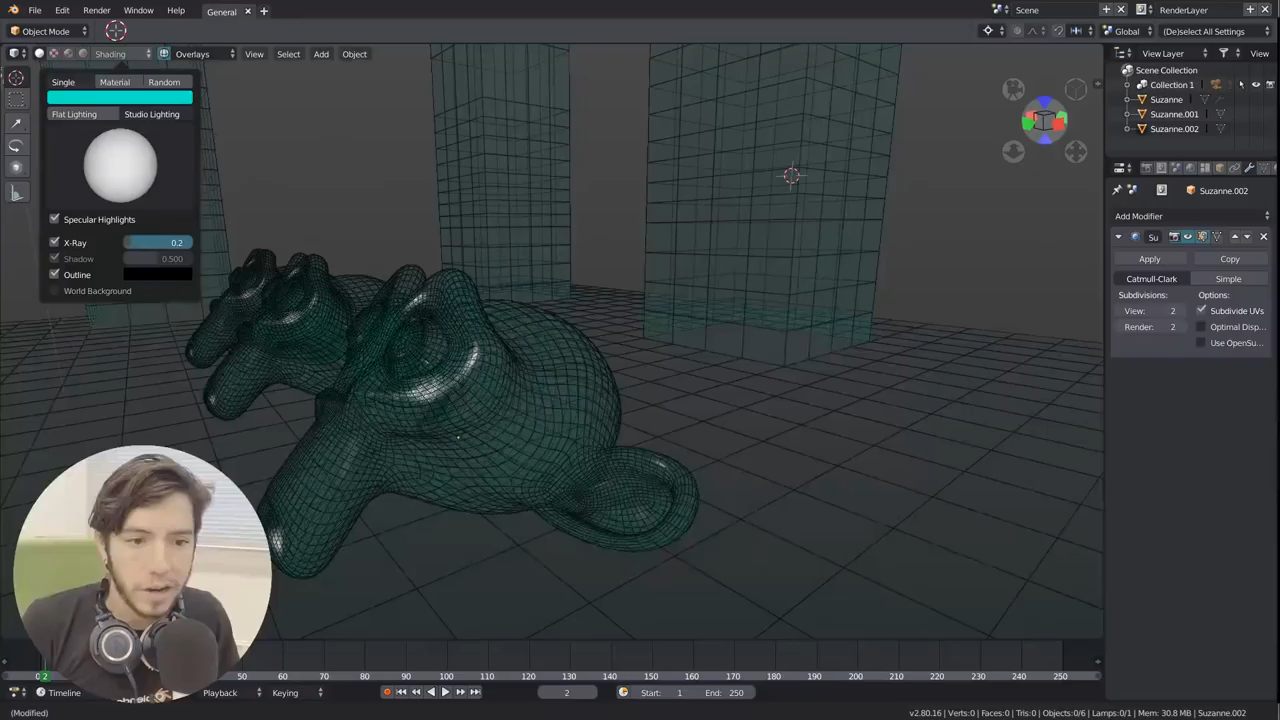 File Edit Render Window Help General Scene RenderLayer
Object Mode Global (De)select All Settings
Shading Overlays View Select Add Object View Layer View
Scene Collection
Single Material Random Collection 1
Suzanne
Flat Lighting Studio Lighting Suzanne.001
Suzanne.002
Suzanne.002
Add Modifier
Specular Highlights Su
X-Ray 0.2
Shadow 0.500 Apply Copy
Outline Catmull-Clark Simple
World Background Subdivisions: Options:
View: 2 Subdivide UVs
Render: 2 Optimal Disp...
Use OpenSu...
0 2 50 60 70 80 90 100 110 120 130 140 150 160 170 180 190 200 210 220 230 240 250
Timeline Playback Keying 2 Start: 1 End: 250
(Modified) v2.80.16 | Verts:0 | Faces:0 | Tris:0 | Objects:0/6 | Lamps:0/1 | Mem: 30.8 MB | Suzanne.002